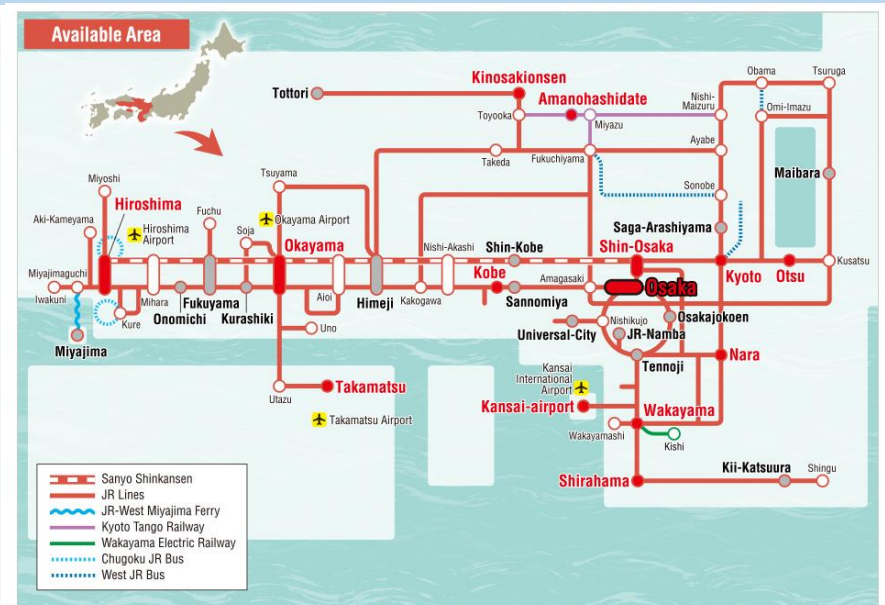 Available Area
Obama
Tsuruga
Kinosakionsen
Tottori
Amanohashidate
Nishi-
Maizuru
Omi-Imazu
Toyooka
Miyazu
Ayabe
Takeda
Fukuchiyama
Tsuyama
Maibara
Miyoshi
Sonobe
Hiroshima
Fuchu
Okayama Airport
Aki-Kameyama
Hiroshima
Airport
Soja
Okayama
Saga-Arashiyama
Nishi-Akashi
Shin-Kobe
Shin-Osaka
Miyajimaguchi
Kobe
Amagasaki
Kyoto
Otsu
Kusatsu
Iwakuni
Mihara
Fukuyama
Kurashiki
Aioi
Himeji
Kakogawa
Sannomiya
Osaka
Onomichi
Kure
Uno
Universal-City
Nishikujo
Osakajokoen
JR-Namba
Miyajima
Tennoji
Nara
Kansai
International
Airport
Utazu
Takamatsu
Kansai-airport
Wakayama
Takamatsu Airport
Wakayamashi
Kishi
Shirahama
Kii-Katsuura
Shingu
Sanyo Shinkansen
JR Lines
JR-West Miyajima Ferry
Kyoto Tango Railway
Wakayama Electric Railway
Chugoku JR Bus
West JR Bus